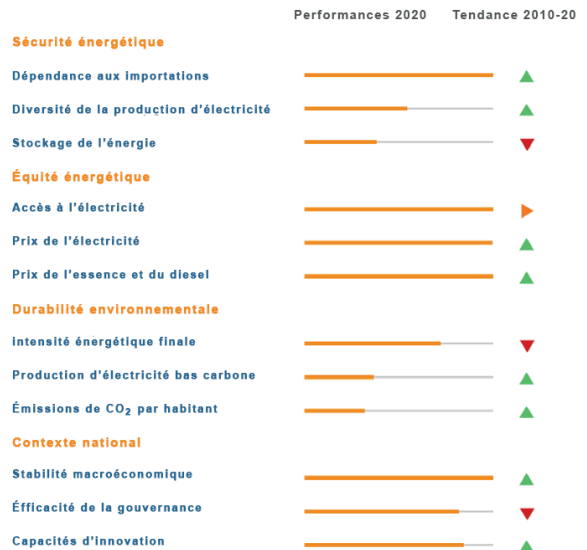 Performances 2020 Tendance 2010-20
Sécurité énergétique
Dépendance aux importations
Diversité de la production d'électricité
Stockage de l'énergie
Équité énergétique
Accès à l'électricité
Prix de l'électricité
Prix de l'essence et du diesel
Durabilité environnementale
intensité énergétique finale
Production d'électricité bas carbone
Émissions de CO₂ par habitant
Contexte national
Stabilité macroéconomique
Éfficacité de la gouvernance
Capacités d'innovation